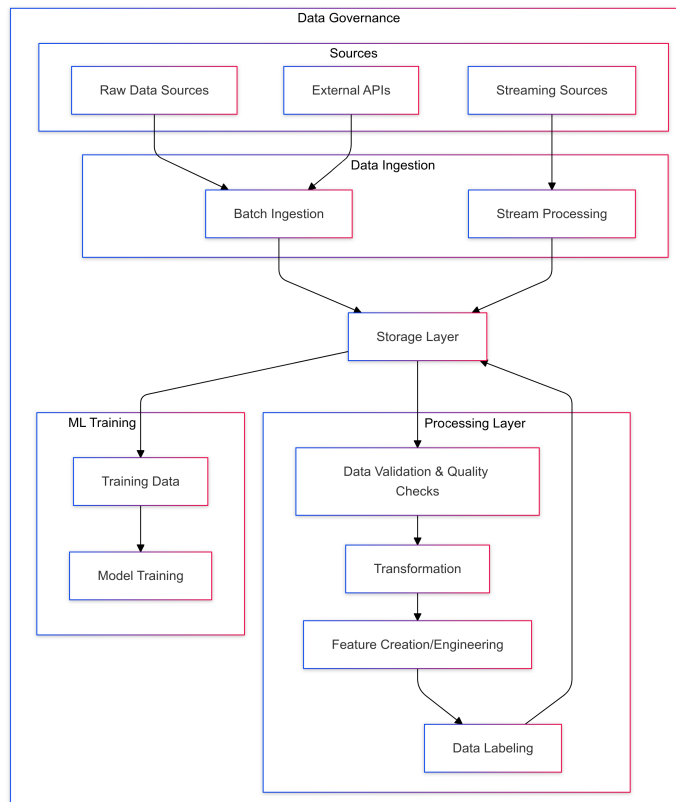 Data Governance
Sources
Raw Data Sources
External APIs
Streaming Sources
Data Ingestion
Batch Ingestion
Stream Processing
Storage Layer
ML Training
Processing Layer
Training Data
Data Validation & Quality
Checks
Model Training
Transformation
Feature Creation/Engineering
Data Labeling